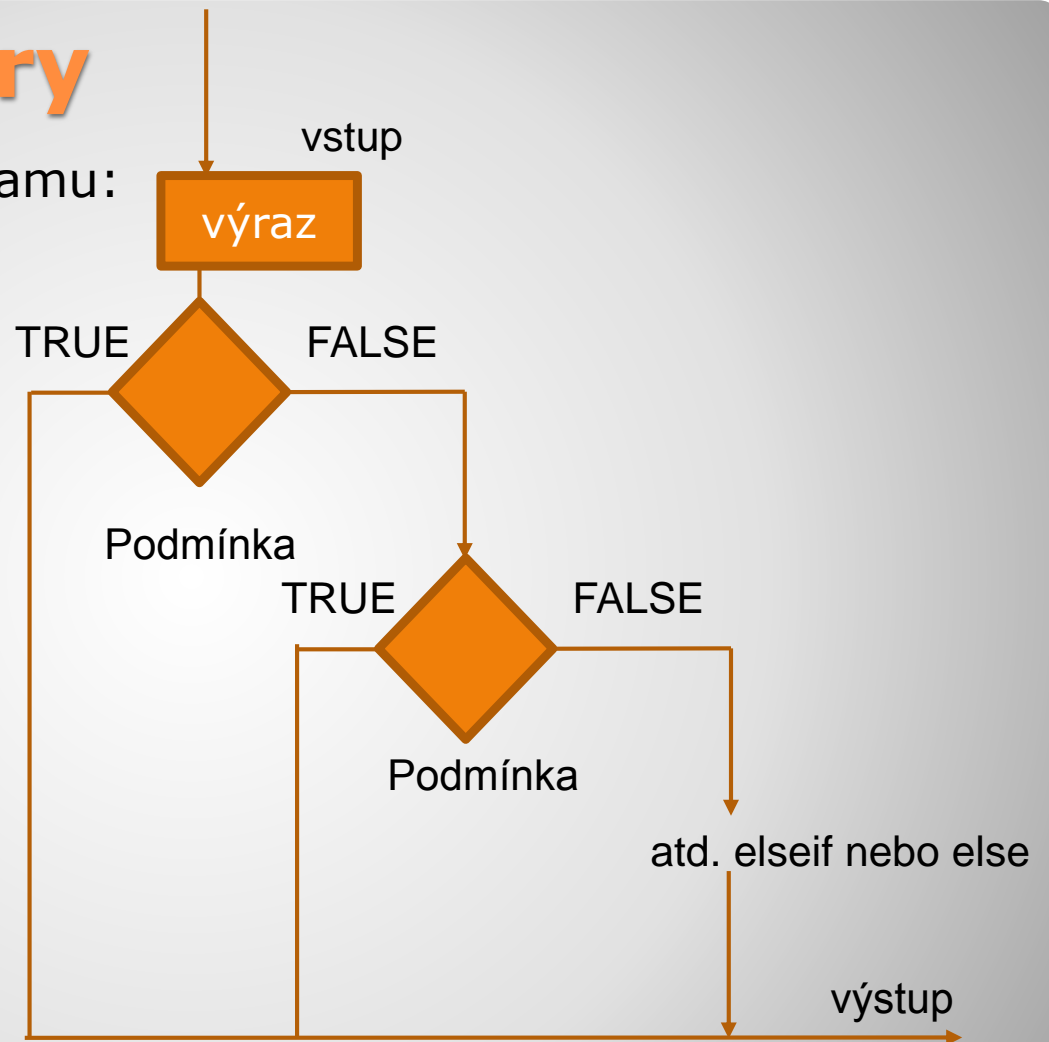 ry
vstup
amu:
výraz
TRUE FALSE
Podmínka
TRUE FALSE
Podmínka
atd. elseif nebo else
výstup